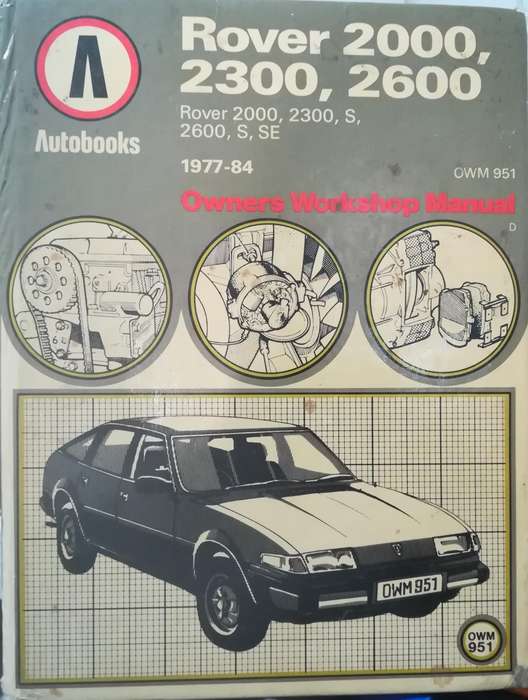 Rover 2000,
2300, 2600
Rover 2000, 2300, S,
2600, S, SE
Autobooks
1977-84
OWM 951
Owners Workshop Manual
D
OWM 951
OWM
951